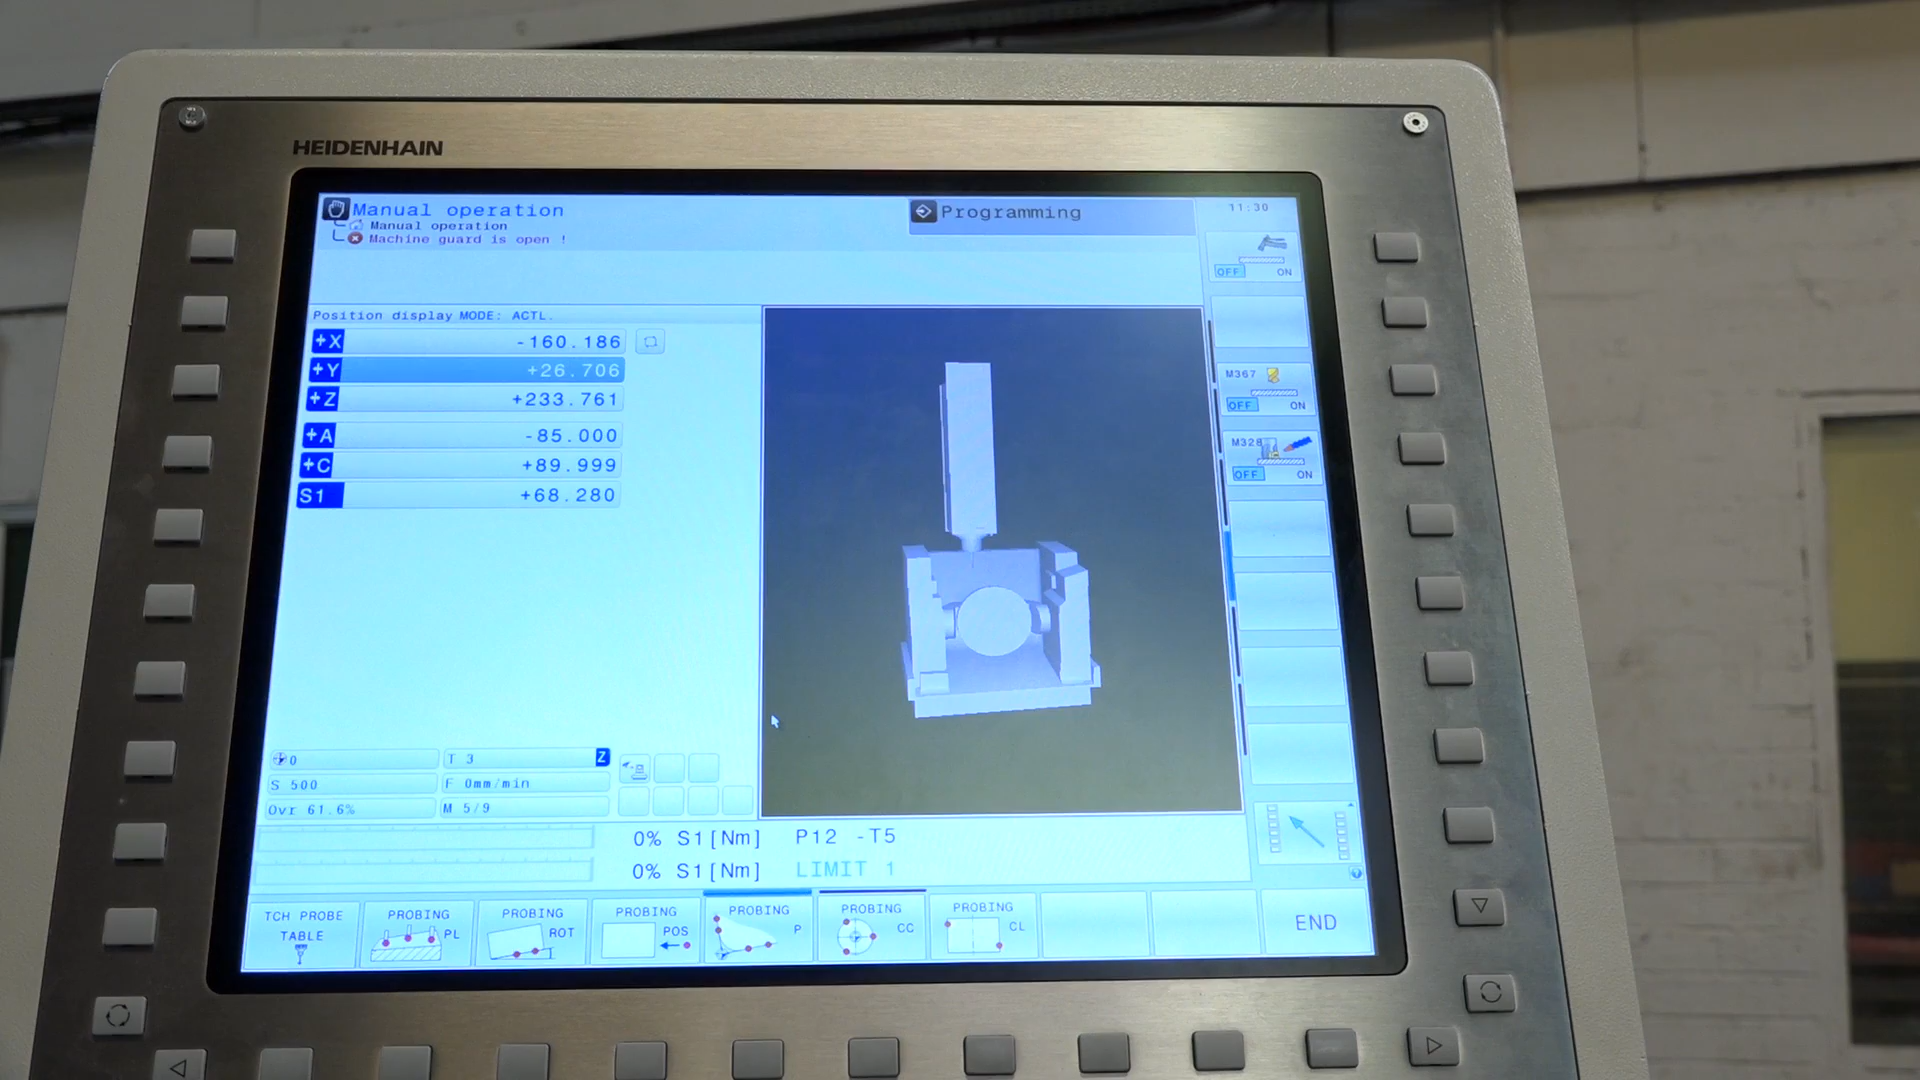 HEIDENHAIN
Manual operation
Programming
11:30
Manual operation
Machine guard is open !
OFF ON
Position display MODE: ACTL.
+X -160.186
+Y +26.706
+Z +233.761
+A -85.000
+C +89.999
S1 +68.280
M367
OFF ON
M328
OFF ON
0
T 3 Z
S 500
F 0mm/min
Ovr 61.6%
M 5/9
0% S1[Nm] P12 -T5
0% S1[Nm] LIMIT 1
TCH PROBE
TABLE
PROBING
PL
PROBING
ROT
PROBING
POS
PROBING
P
PROBING
CC
PROBING
CL
END